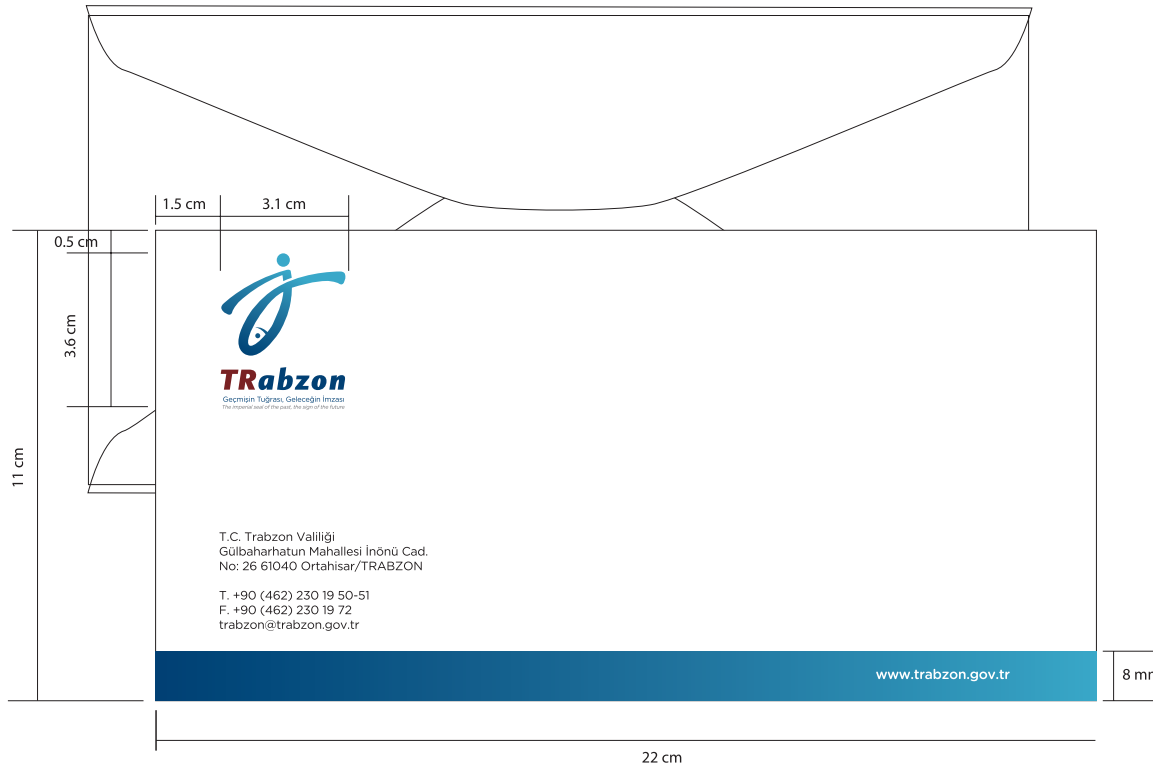 1.5 cm
3.1 cm
0.5 cm
3.6 cm
11 cm
TRabzon
Geçmişin Tuğrası, Geleceğin İmzası
The imperial seal of the past, the sign of the future
T.C. Trabzon Valiliği
Gülbaharhatun Mahallesi İnönü Cad.
No: 26 61040 Ortahisar/TRABZON
T. +90 (462) 230 19 50-51
F. +90 (462) 230 19 72
trabzon@trabzon.gov.tr
www.trabzon.gov.tr
8 mm
22 cm